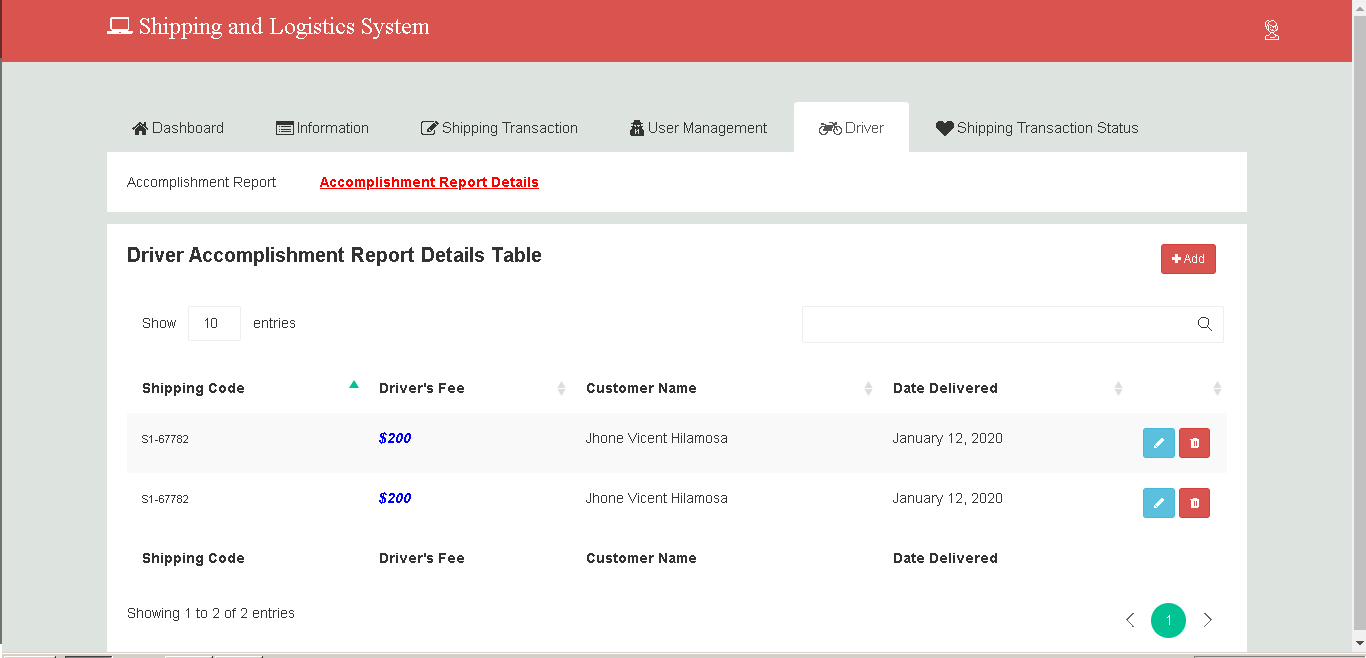 Shipping and Logistics System
Dashboard Information Shipping Transaction User Management Driver Shipping Transaction Status
Accomplishment Report Accomplishment Report Details
Driver Accomplishment Report Details Table
Add
Show 10 entries
Shipping Code Driver's Fee Customer Name Date Delivered
S1-67782 $200 Jhone Vicent Hilamosa January 12, 2020
S1-67782 $200 Jhone Vicent Hilamosa January 12, 2020
Shipping Code Driver's Fee Customer Name Date Delivered
Showing 1 to 2 of 2 entries
1